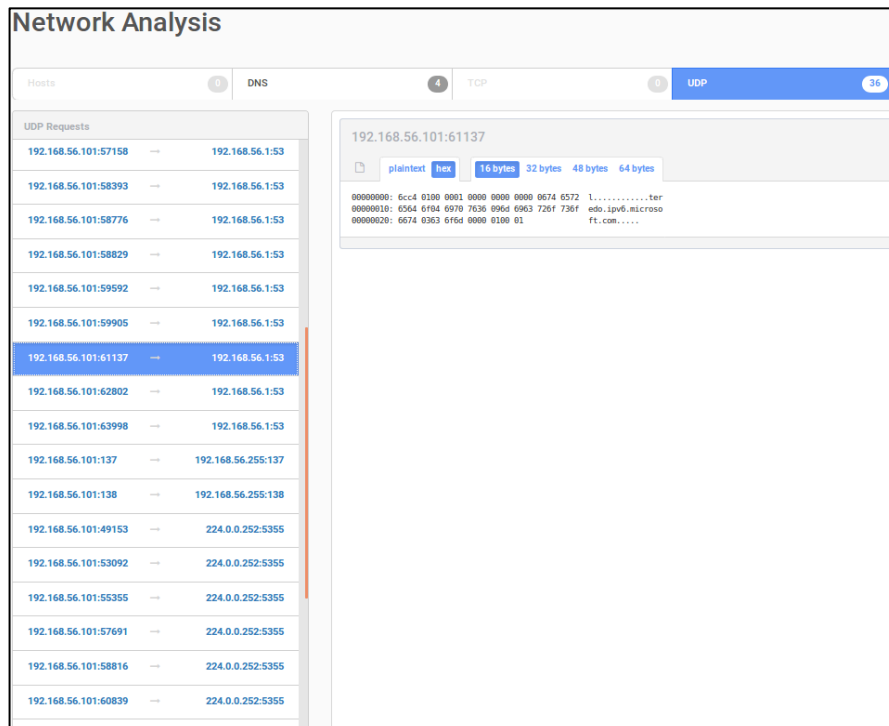 Network Analysis
Hosts 0 DNS 4 TCP 0 UDP 36
UDP Requests
192.168.56.101:57158 → 192.168.56.1:53
192.168.56.101:58393 → 192.168.56.1:53
192.168.56.101:58776 → 192.168.56.1:53
192.168.56.101:58829 → 192.168.56.1:53
192.168.56.101:59592 → 192.168.56.1:53
192.168.56.101:59905 → 192.168.56.1:53
192.168.56.101:61137 → 192.168.56.1:53
192.168.56.101:62802 → 192.168.56.1:53
192.168.56.101:63998 → 192.168.56.1:53
192.168.56.101:137 → 192.168.56.255:137
192.168.56.101:138 → 192.168.56.255:138
192.168.56.101:49153 → 224.0.0.252:5355
192.168.56.101:53092 → 224.0.0.252:5355
192.168.56.101:55355 → 224.0.0.252:5355
192.168.56.101:57691 → 224.0.0.252:5355
192.168.56.101:58816 → 224.0.0.252:5355
192.168.56.101:60839 → 224.0.0.252:5355
192.168.56.101:61137
plaintext hex 16 bytes 32 bytes 48 bytes 64 bytes
00000000: 6cc4 0100 0001 0000 0000 0000 0674 6572 l............ter
00000010: 6564 6f04 6970 7636 096d 6963 726f 736f edo.ipv6.microso
00000020: 6674 0363 6f6d 0000 0100 01 ft.com.....